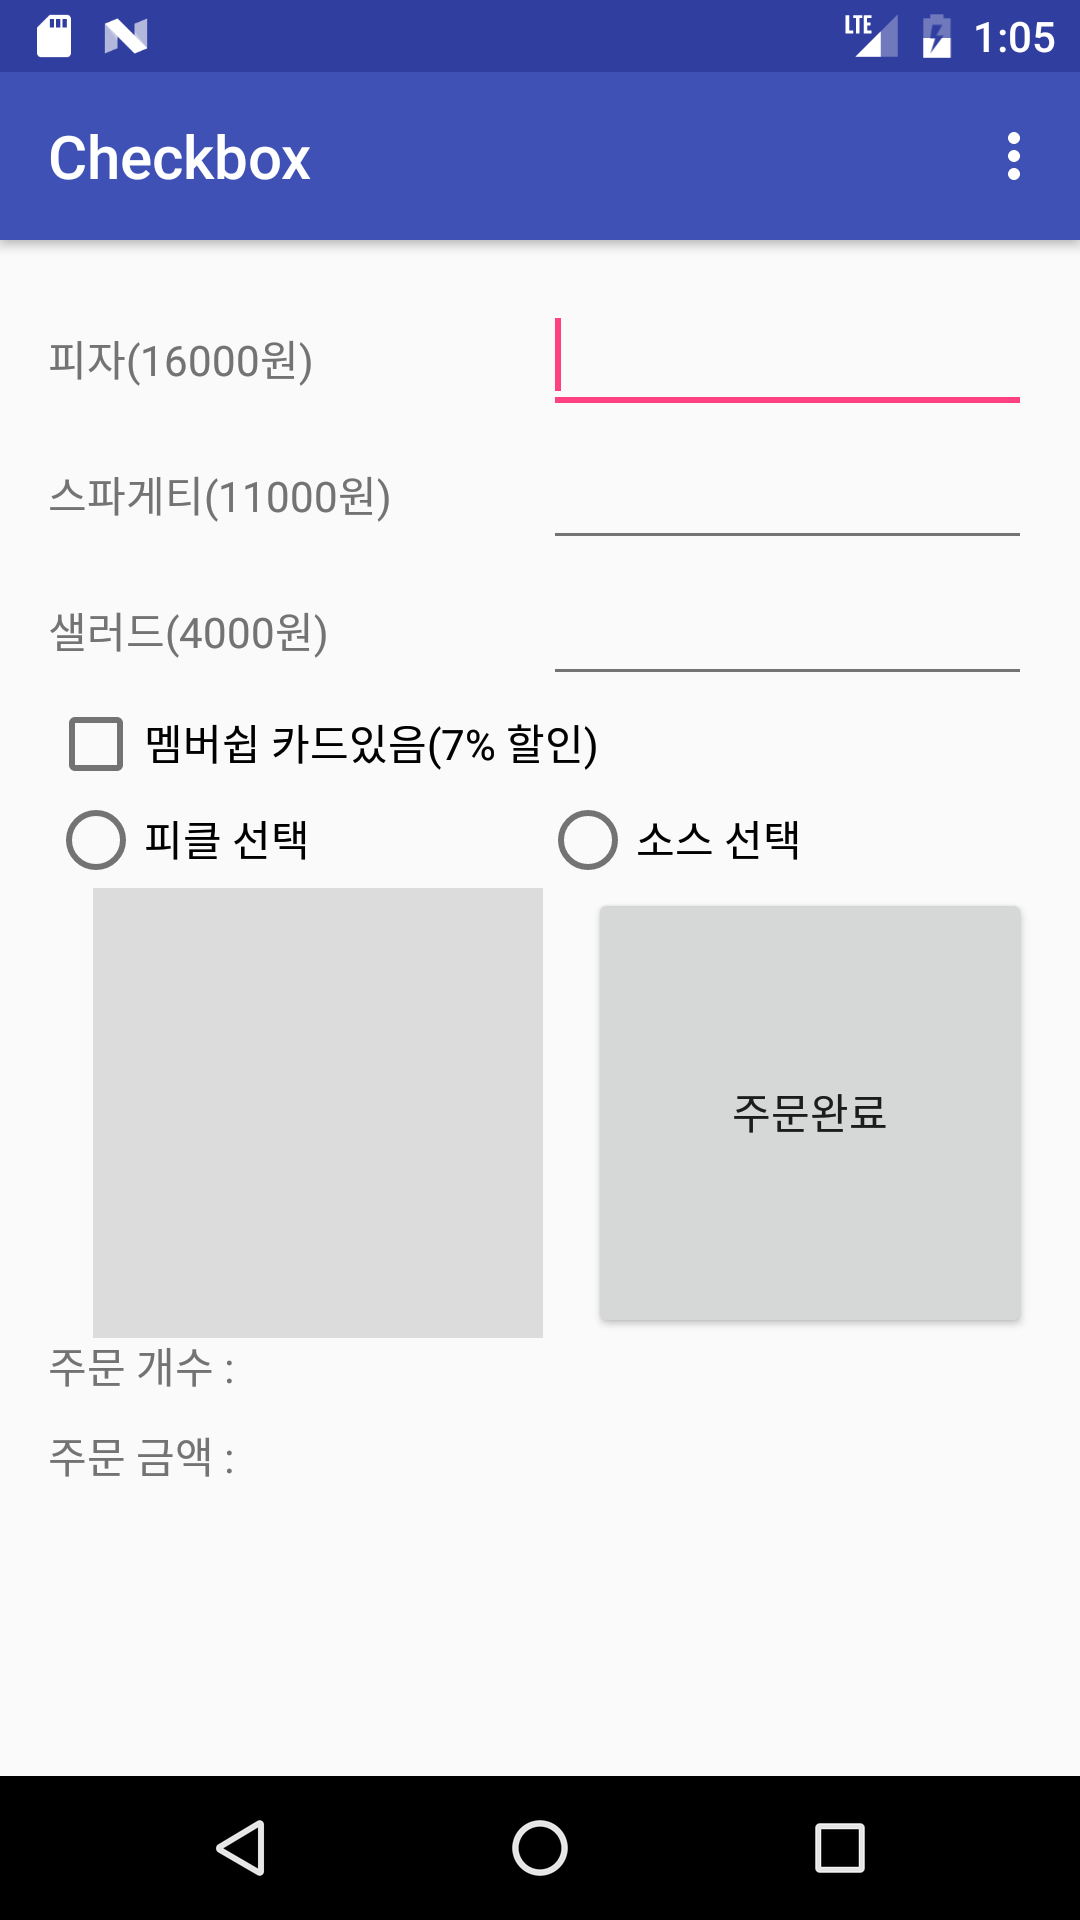 LTE 1:05
Checkbox
피자(16000원)
스파게티(11000원)
샐러드(4000원)
멤버쉽 카드있음(7% 할인)
피클 선택 소스 선택
주문완료
주문 개수 :
주문 금액 :